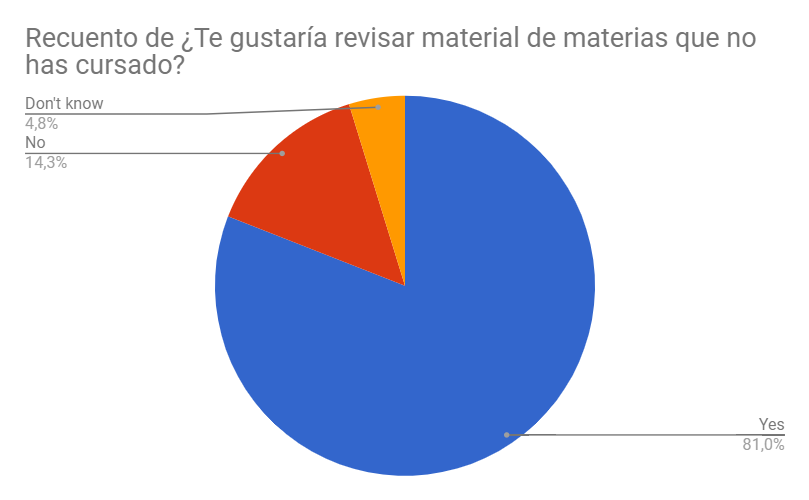 Recuento de ¿Te gustaría revisar material de materias que no
has cursado?
Don't know
4,8%
No
14,3%
Yes
81,0%